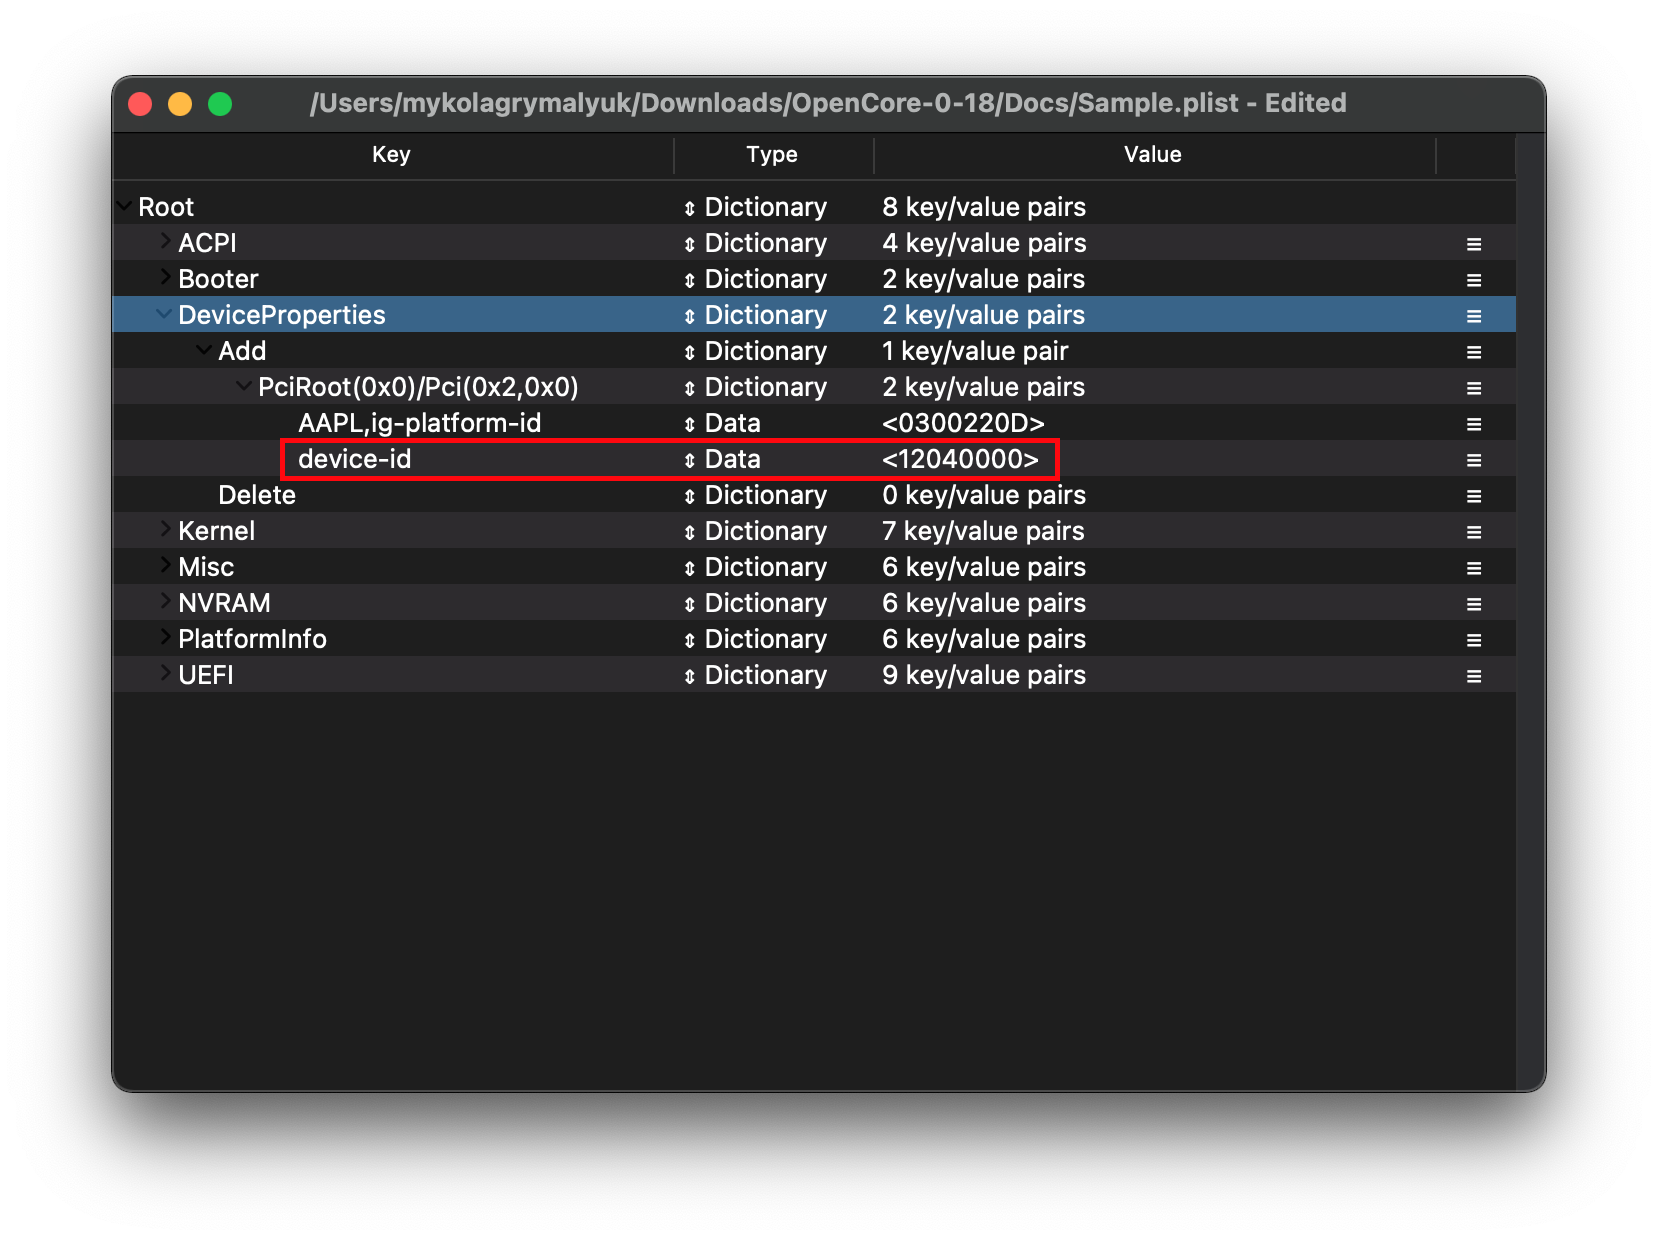 /Users/mykolagrymalyuk/Downloads/OpenCore-0-18/Docs/Sample.plist - Edited
Key Type Value
Root Dictionary 8 key/value pairs
ACPI Dictionary 4 key/value pairs
Booter Dictionary 2 key/value pairs
DeviceProperties Dictionary 2 key/value pairs
Add Dictionary 1 key/value pair
PciRoot(0x0)/Pci(0x2,0x0) Dictionary 2 key/value pairs
AAPL,ig-platform-id Data <0300220D>
device-id Data <12040000>
Delete Dictionary 0 key/value pairs
Kernel Dictionary 7 key/value pairs
Misc Dictionary 6 key/value pairs
NVRAM Dictionary 6 key/value pairs
PlatformInfo Dictionary 6 key/value pairs
UEFI Dictionary 9 key/value pairs